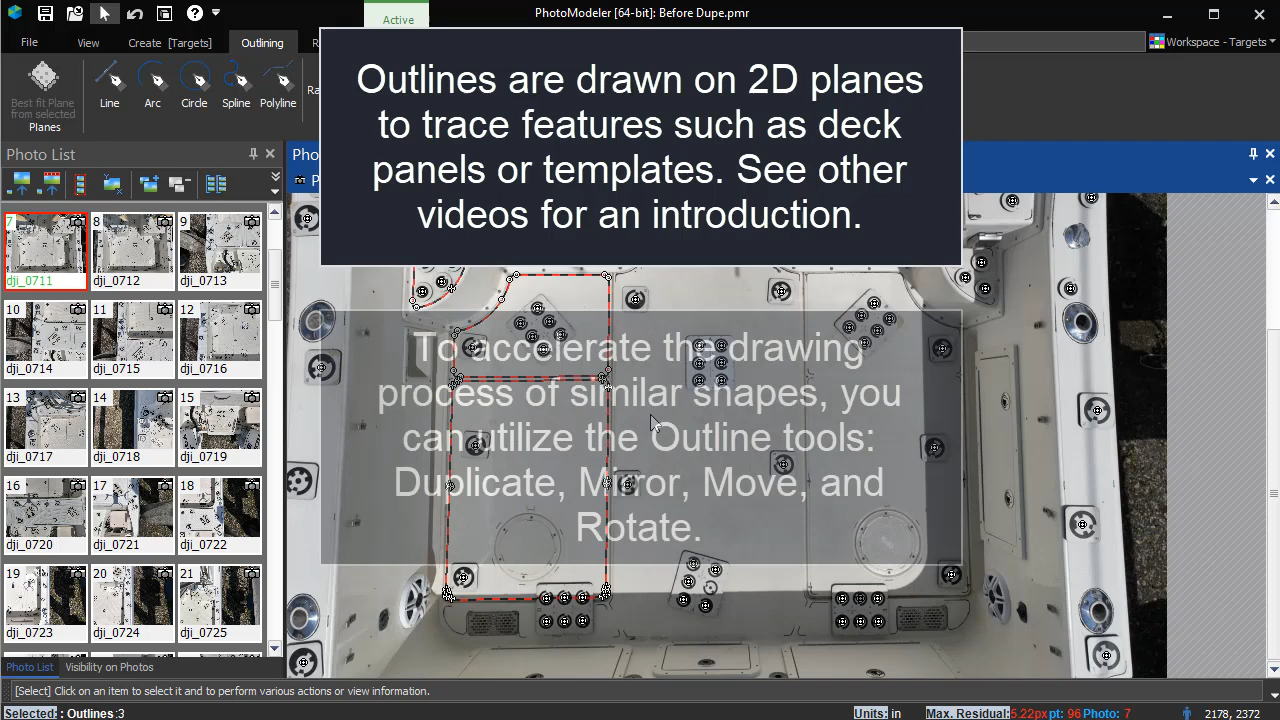 PhotoModeler [64-bit]: Before Dupe.pmr
Active
File
View
Create [Targets]
Outlining
Workspace - Targets
Best fit Plane
from selected
Planes
Line
Arc
Circle
Spline
Polyline
Outlines are drawn on 2D planes
to trace features such as deck
panels or templates. See other
videos for an introduction.
Photo List
7
8
9
dji_0711
dji_0712
dji_0713
10
11
12
dji_0714
dji_0715
dji_0716
13
14
15
dji_0717
dji_0718
dji_0719
16
17
18
dji_0720
dji_0721
dji_0722
19
20
21
dji_0723
dji_0724
dji_0725
To accelerate the drawing
process of similar shapes, you
can utilize the Outline tools:
Duplicate, Mirror, Move, and
Rotate.
Photo List
Visibility on Photos
[Select] Click on an item to select it and to perform various actions or view information.
Selected: : Outlines:3
Units: in
Max. Residual:5.22px pt: 96 Photo: 7
2178, 2372